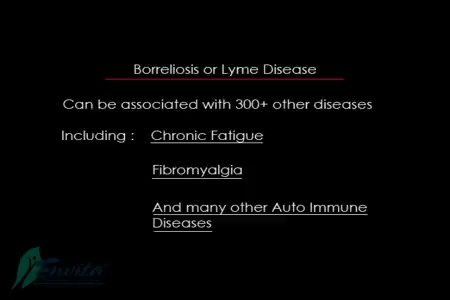 Borreliosis or Lyme Disease
Can be associated with 300+ other diseases
Including : Chronic Fatigue
Fibromyalgia
And many other Auto Immune
Diseases
Envita